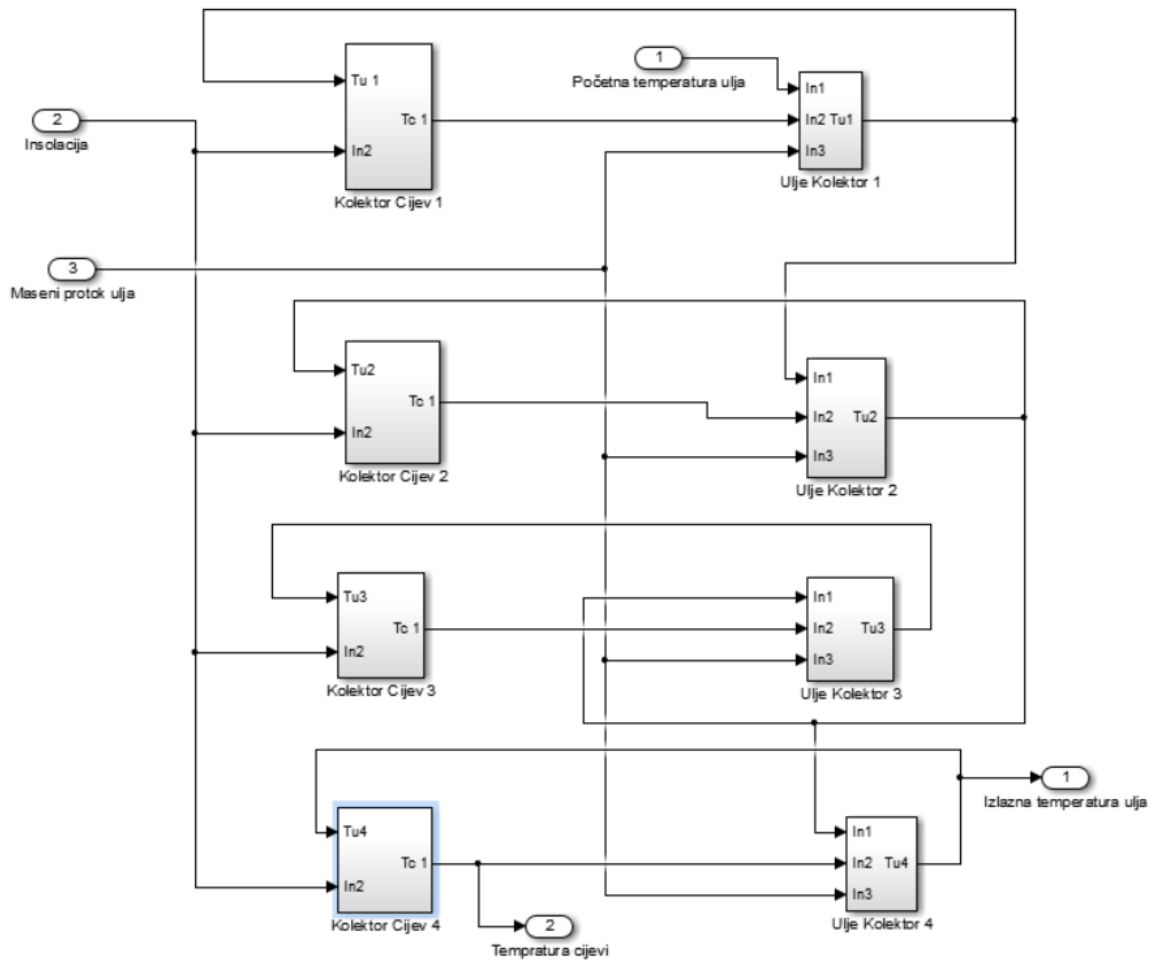 Tu 1
Tc 1
In2
Kolektor Cijev 1
1
Početna temperatura ulja
In1
In2 Tu1
In3
Ulje Kolektor 1
2
Insolacija
3
Maseni protok ulja
Tu2
Tc 1
In2
Kolektor Cijev 2
In1
In2 Tu2
In3
Ulje Kolektor 2
Tu3
Tc 1
In2
Kolektor Cijev 3
In1
In2 Tu3
In3
Ulje Kolektor 3
Tu4
Tc 1
In2
Kolektor Cijev 4
2
Tempratura cijevi
In1
In2 Tu4
In3
Ulje Kolektor 4
1
Izlazna temperatura ulja